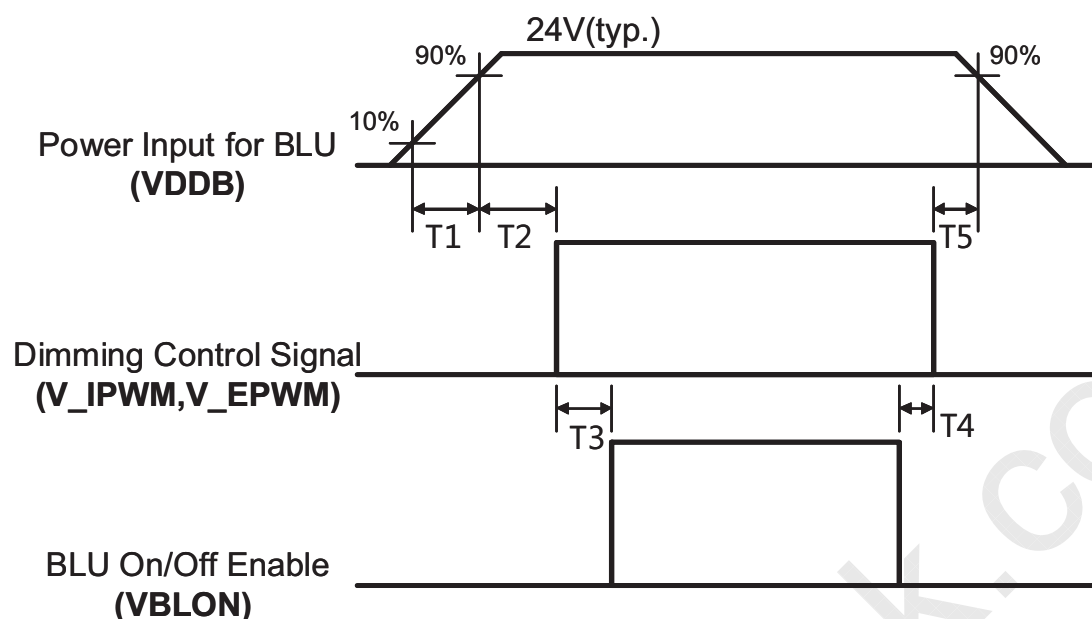 24V(typ.)
90%
90%
10%
Power Input for BLU
(VDDB)
T1
T2
T5
Dimming Control Signal
(V_IPWM,V_EPWM)
T3
T4
BLU On/Off Enable
(VBLON)
k.co